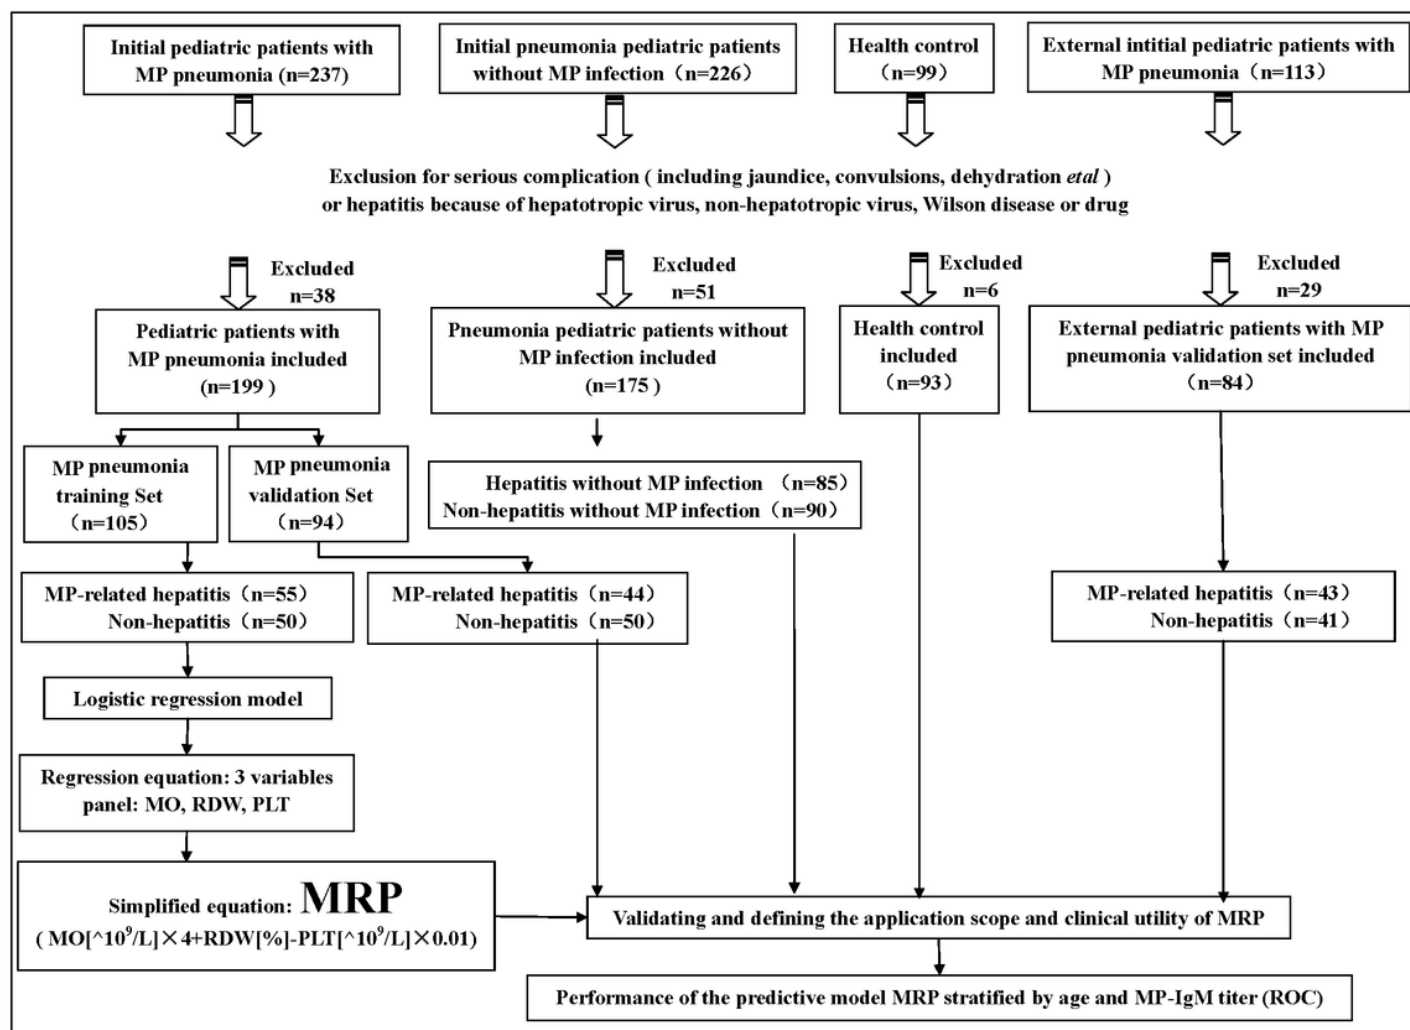 Initial pediatric patients with
MP pneumonia (n=237)
Initial pneumonia pediatric patients
without MP infection（n=226）
Health control
（n=99）
External intitial pediatric patients with
MP pneumonia（n=113）
Exclusion for serious complication ( including jaundice, convulsions, dehydration etal )
or hepatitis because of hepatotropic virus, non-hepatotropic virus, Wilson disease or drug
Excluded
n=38
Excluded
n=51
Excluded
n=6
Excluded
n=29
Pediatric patients with
MP pneumonia included
(n=199 )
Pneumonia pediatric patients without
MP infection included
(n=175 )
Health control
included
（n=93）
External pediatric patients with MP
pneumonia validation set included
（n=84）
MP pneumonia
training Set
（n=105）
MP pneumonia
validation Set
（n=94）
Hepatitis without MP infection （n=85）
Non-hepatitis without MP infection（n=90）
MP-related hepatitis（n=55）
Non-hepatitis（n=50）
MP-related hepatitis（n=44）
Non-hepatitis（n=50）
MP-related hepatitis（n=43）
Non-hepatitis（n=41）
Logistic regression model
Regression equation: 3 variables
panel: MO, RDW, PLT
Simplified equation: MRP
( MO[^10⁹/L]×4+RDW[%]-PLT[^10⁹/L]×0.01)
Validating and defining the application scope and clinical utility of MRP
Performance of the predictive model MRP stratified by age and MP-IgM titer (ROC)